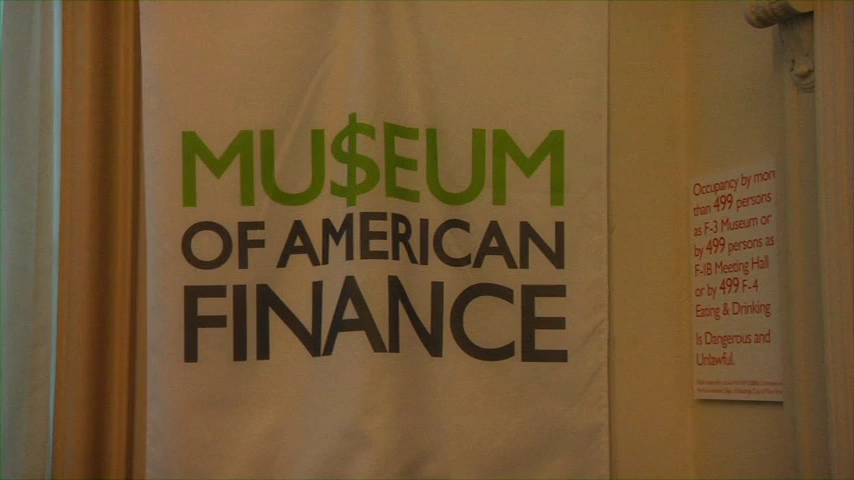 MU$EUM
OF AMERICAN
FINANCE
Occupancy by more
than 499 persons
as F-3 Museum or
by 499 persons as
F-1B Meeting Hall
or by 499 F-4
Eating & Drinking
Is Dangerous and
Unlawful.